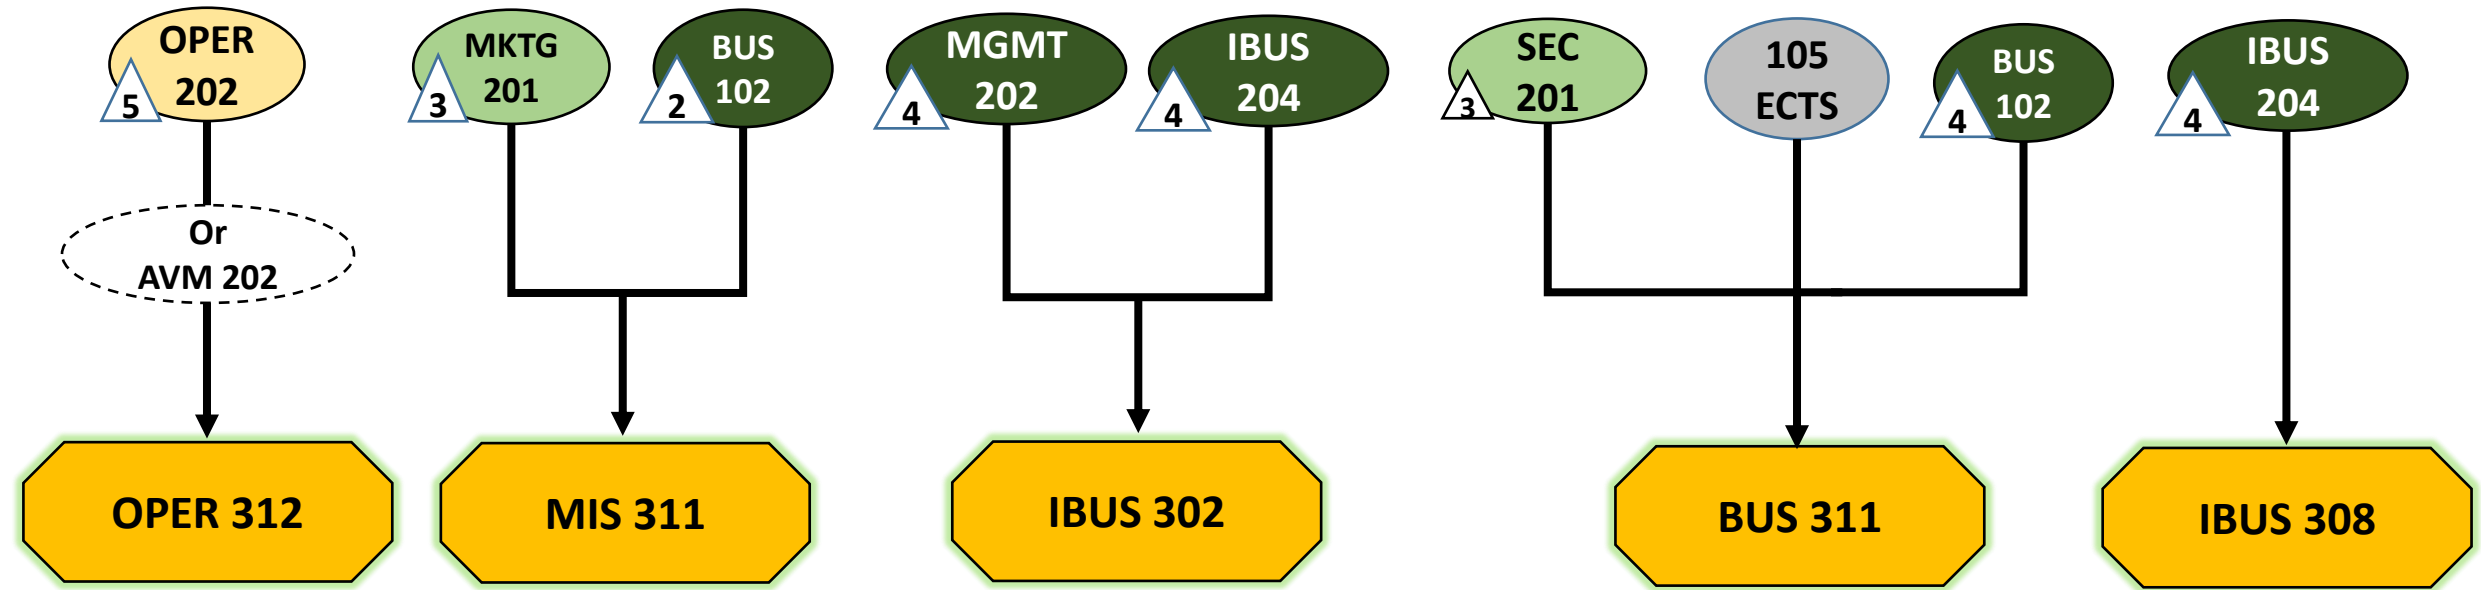 OPER
202
5
Or
AVM 202
OPER 312
MKTG
201
3
BUS
102
2
MIS 311
MGMT
202
4
IBUS
204
4
IBUS 302
SEC
201
3
105
ECTS
BUS
102
4
BUS 311
IBUS
204
4
IBUS 308